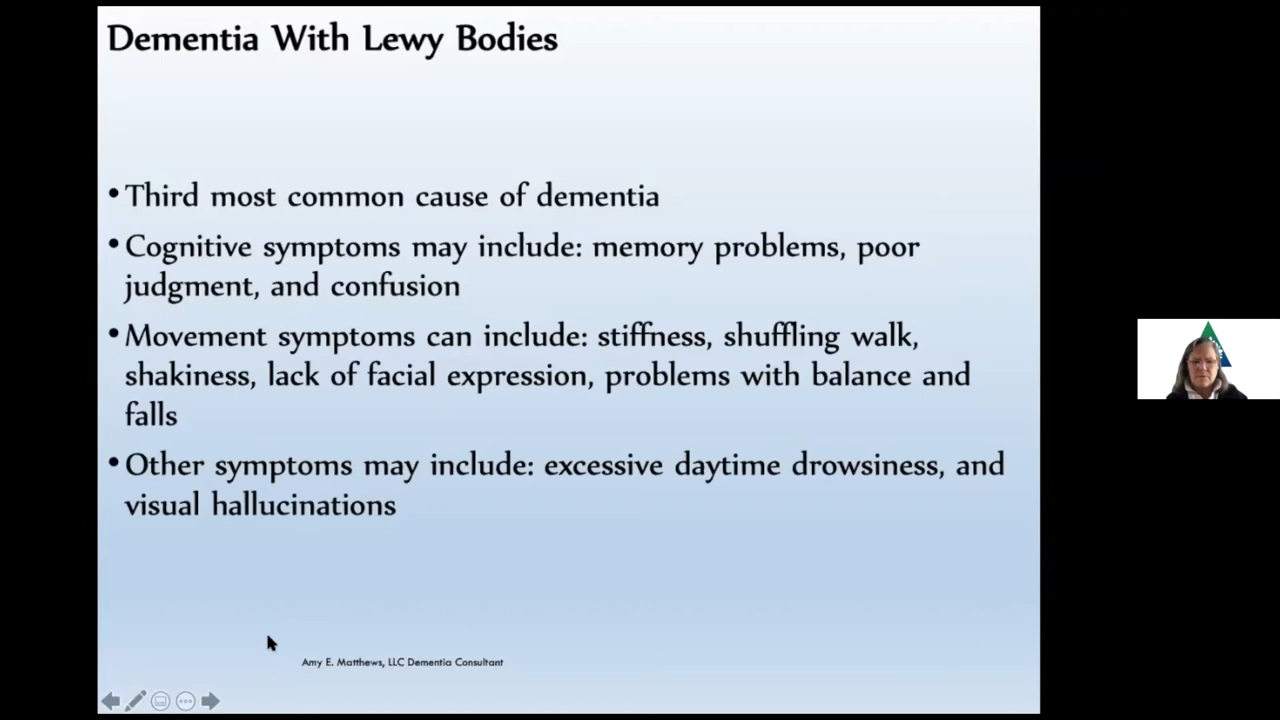 Dementia With Lewy Bodies
•Third most common cause of dementia
•Cognitive symptoms may include: memory problems, poor
judgment, and confusion
•Movement symptoms can include: stiffness, shuffling walk,
shakiness, lack of facial expression, problems with balance and
falls
•Other symptoms may include: excessive daytime drowsiness, and
visual hallucinations
Amy E. Matthews, LLC Dementia Consultant